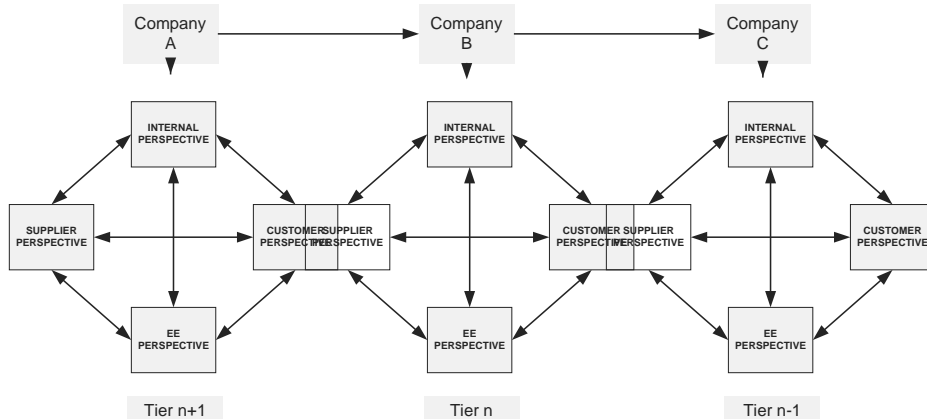 Company
A
Company
B
Company
C
INTERNAL
PERSPECTIVE
INTERNAL
PERSPECTIVE
INTERNAL
PERSPECTIVE
SUPPLIER
PERSPECTIVE
CUSTOMER
PERSPECTIVE
SUPPLIER
PERSPECTIVE
CUSTOMER
PERSPECTIVE
SUPPLIER
PERSPECTIVE
CUSTOMER
PERSPECTIVE
EE
PERSPECTIVE
EE
PERSPECTIVE
EE
PERSPECTIVE
Tier n+1
Tier n
Tier n-1